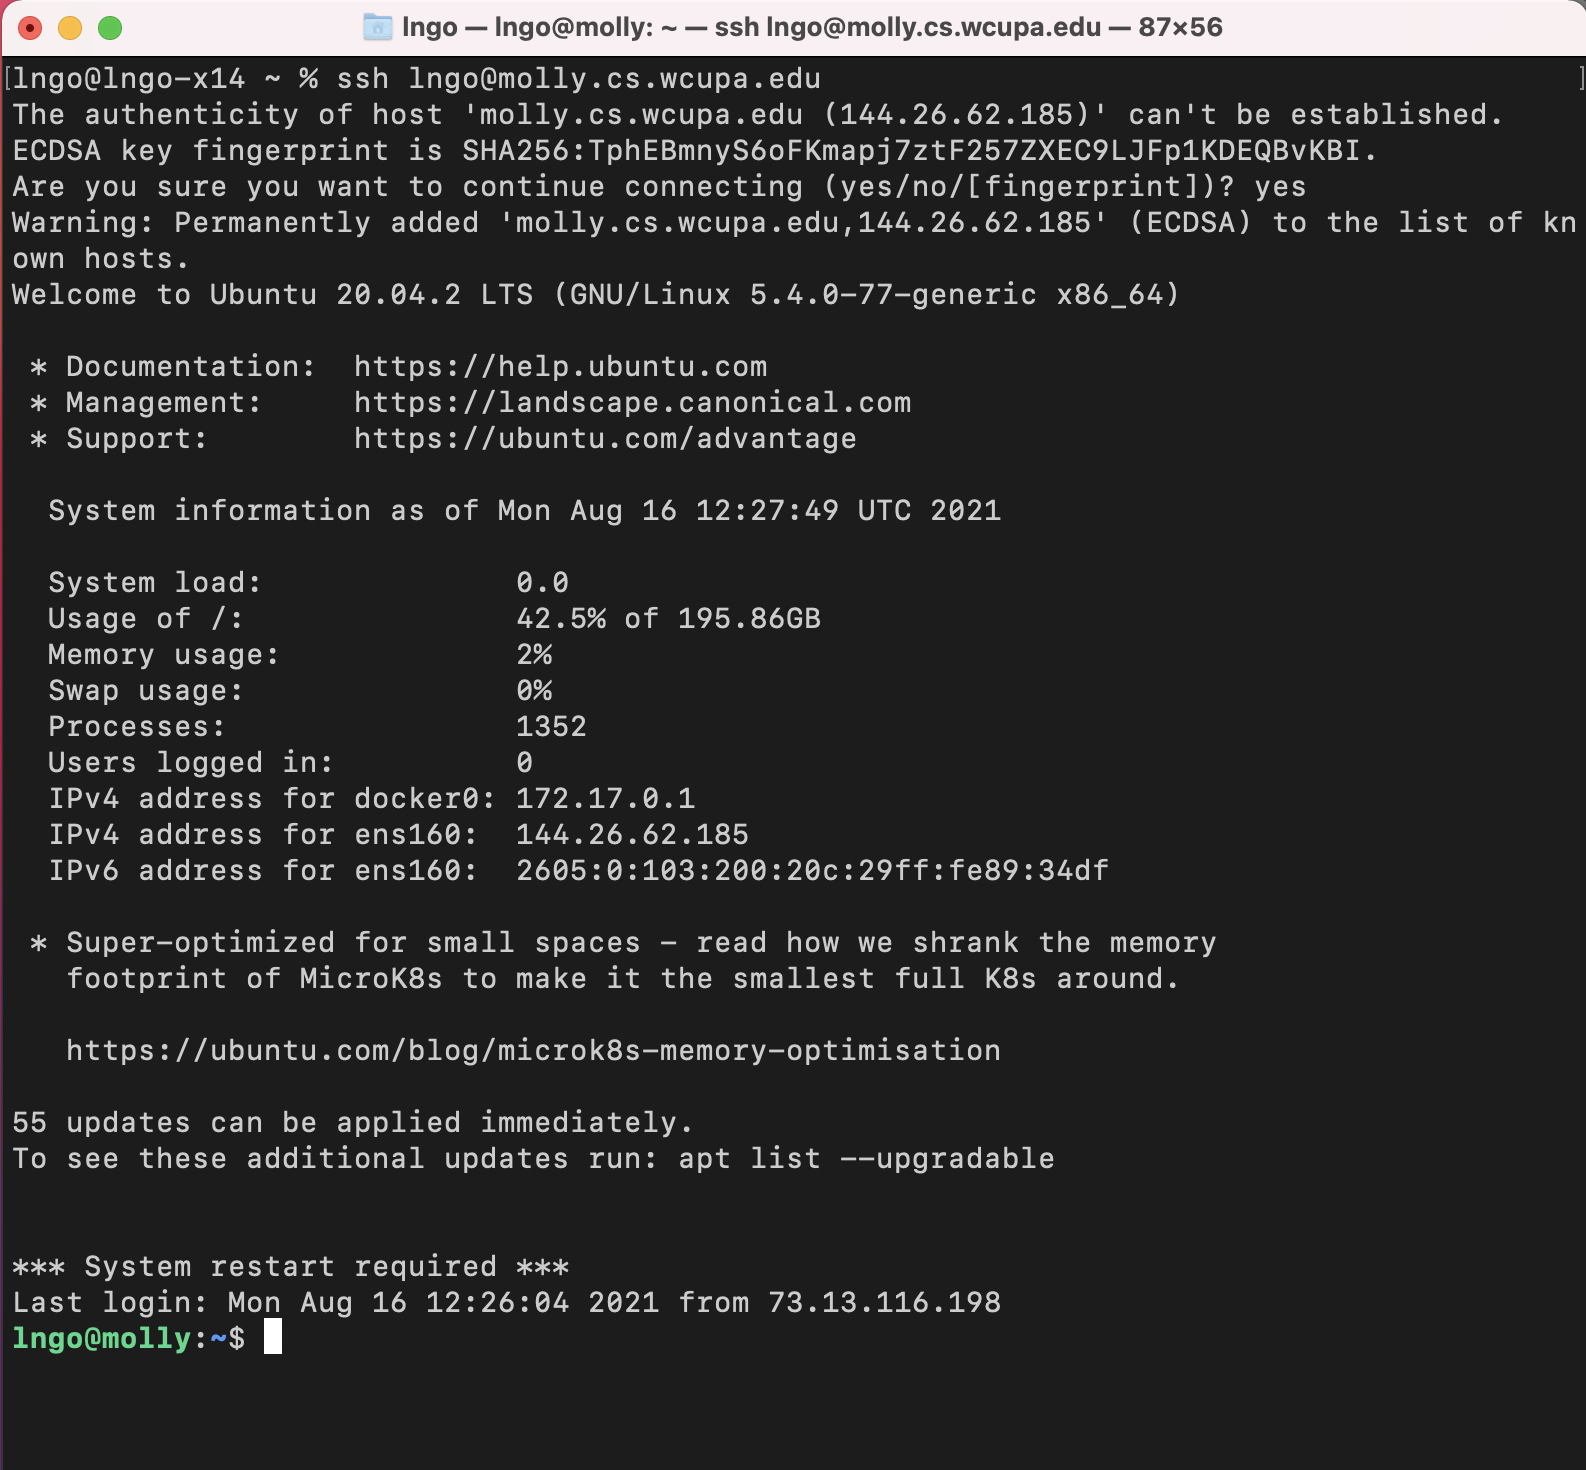 lngo — lngo@molly: ~ — ssh lngo@molly.cs.wcupa.edu — 87×56
[lngo@lngo-x14 ~ % ssh lngo@molly.cs.wcupa.edu ]
The authenticity of host 'molly.cs.wcupa.edu (144.26.62.185)' can't be established.
ECDSA key fingerprint is SHA256:TphEBmnyS6oFKmapj7ztF257ZXEC9LJFp1KDEQBvKBI.
Are you sure you want to continue connecting (yes/no/[fingerprint])? yes
Warning: Permanently added 'molly.cs.wcupa.edu,144.26.62.185' (ECDSA) to the list of kn
own hosts.
Welcome to Ubuntu 20.04.2 LTS (GNU/Linux 5.4.0-77-generic x86_64)
* Documentation:  https://help.ubuntu.com
* Management:     https://landscape.canonical.com
* Support:        https://ubuntu.com/advantage
System information as of Mon Aug 16 12:27:49 UTC 2021
System load:              0.0
Usage of /:               42.5% of 195.86GB
Memory usage:             2%
Swap usage:               0%
Processes:                1352
Users logged in:          0
IPv4 address for docker0: 172.17.0.1
IPv4 address for ens160:  144.26.62.185
IPv6 address for ens160:  2605:0:103:200:20c:29ff:fe89:34df
* Super-optimized for small spaces - read how we shrank the memory
footprint of MicroK8s to make it the smallest full K8s around.
https://ubuntu.com/blog/microk8s-memory-optimisation
55 updates can be applied immediately.
To see these additional updates run: apt list --upgradable
*** System restart required ***
Last login: Mon Aug 16 12:26:04 2021 from 73.13.116.198
lngo@molly:~$